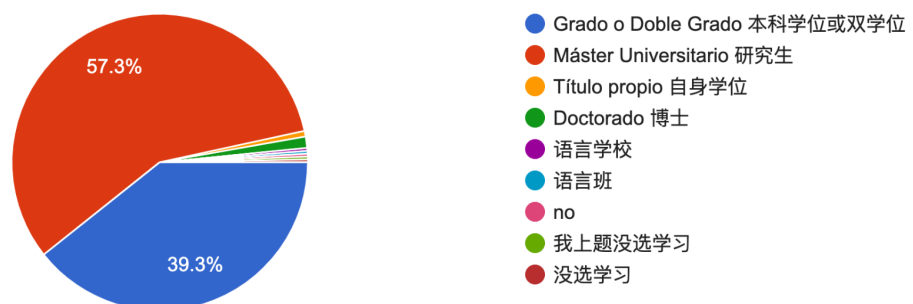 57.3%
39.3%
Grado o Doble Grado 本科学位或双学位
Máster Universitario 研究生
Título propio 自身学位
Doctorado 博士
语言学校
语言班
no
我上题没选学习
没选学习